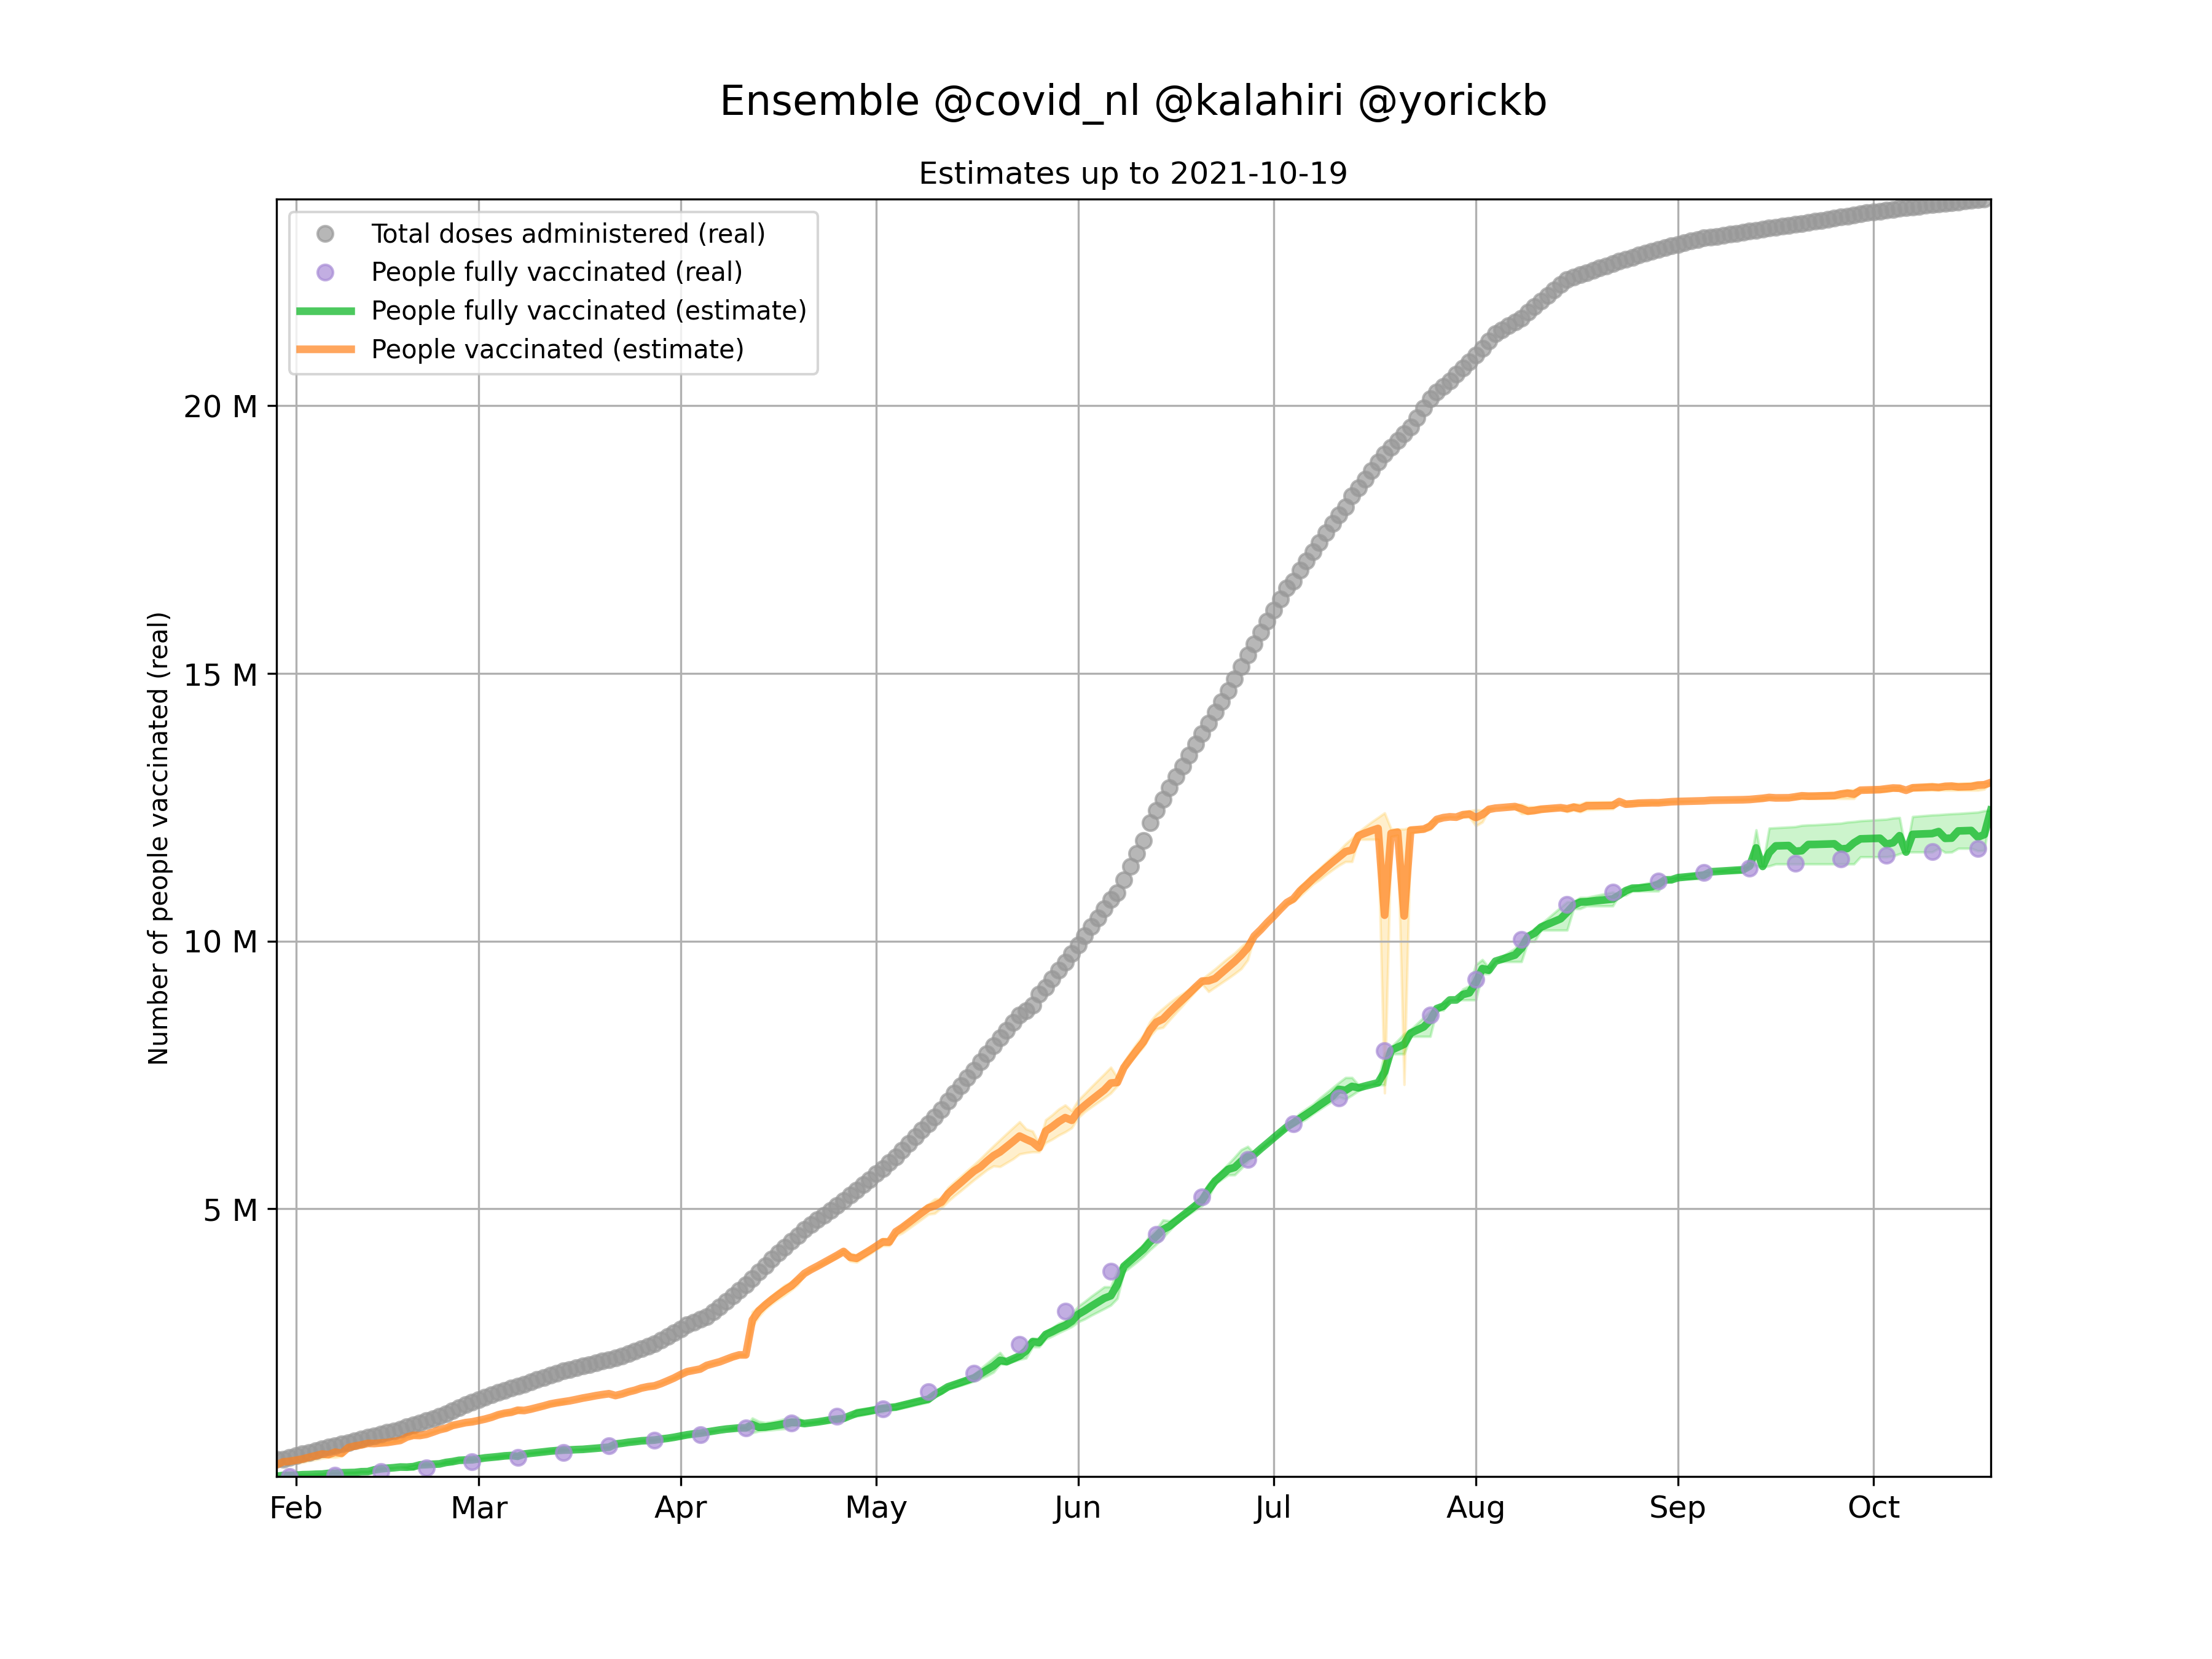 Ensemble @covid_nl @kalahiri @yorickb
Estimates up to 2021-10-19
Total doses administered (real)
People fully vaccinated (real)
People fully vaccinated (estimate)
People vaccinated (estimate)
Number of people vaccinated (real)
20 M
15 M
10 M
5 M
Feb Mar Apr May Jun Jul Aug Sep Oct